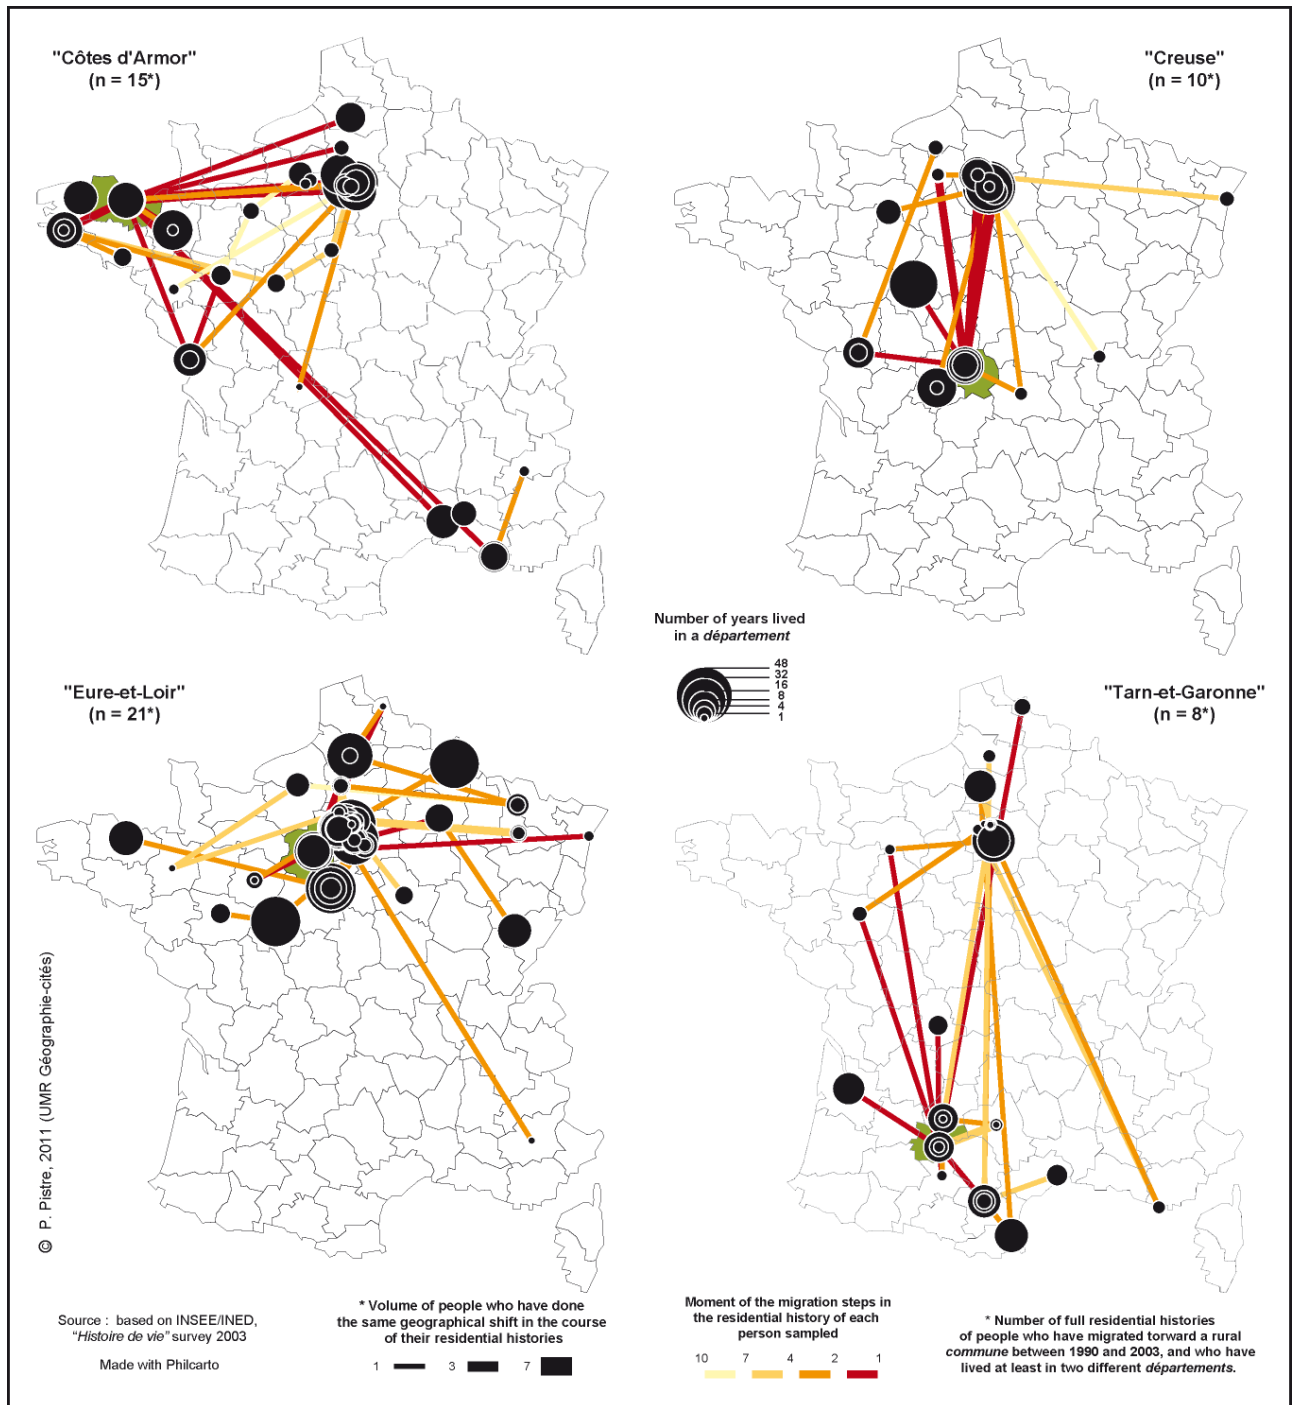 "Côtes d'Armor"
(n = 15*)
"Creuse"
(n = 10*)
Number of years lived
in a département
48
32
16
8
4
1
"Eure-et-Loir"
(n = 21*)
"Tarn-et-Garonne"
(n = 8*)
© P. Pistre, 2011 (UMR Géographie-cités)
Source : based on INSEE/INED,
"Histoire de vie" survey 2003
Made with Philcarto
* Volume of people who have done
the same geographical shift in the course
of their residential histories
1 3 7
Moment of the migration steps in
the residential history of each
person sampled
10 7 4 2 1
* Number of full residential histories
of people who have migrated toward a rural
commune between 1990 and 2003, and who have
lived at least in two different départements.